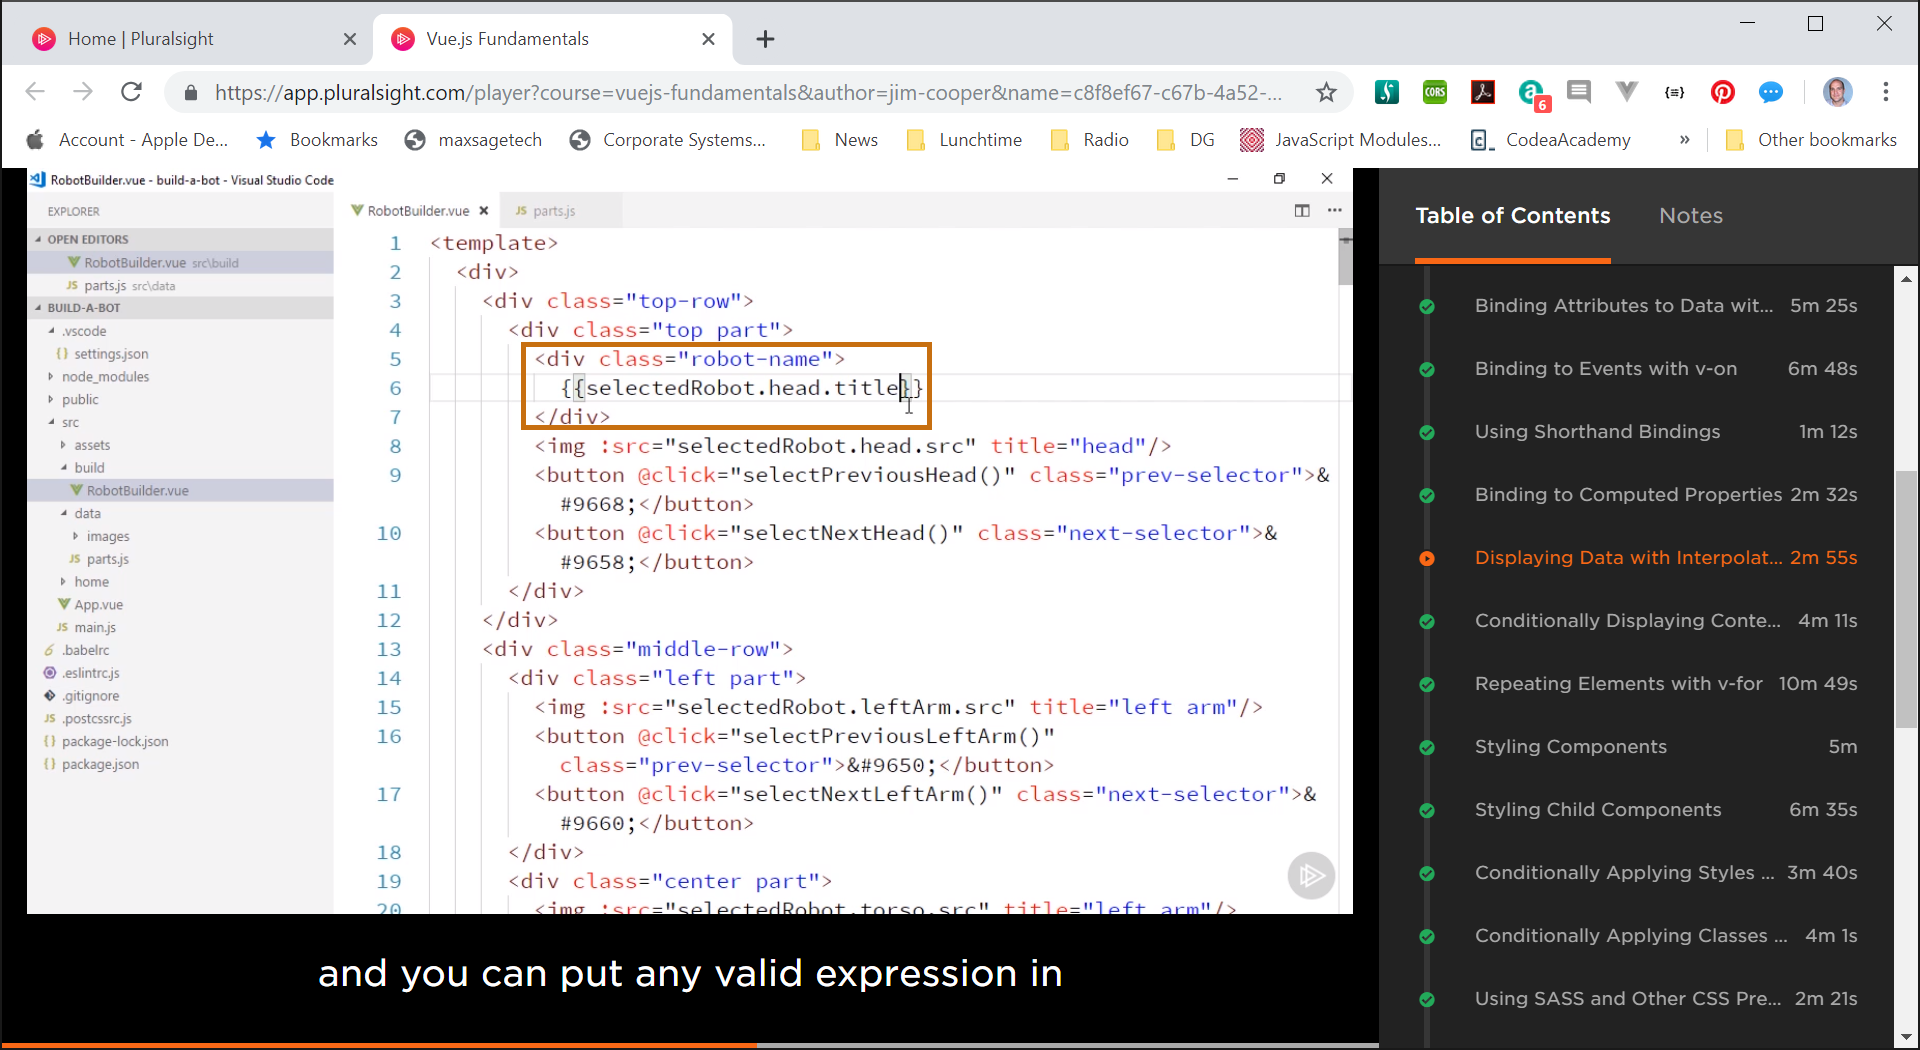 Home | Pluralsight
Vue.js Fundamentals
https://app.pluralsight.com/player?course=vuejs-fundamentals&author=jim-cooper&name=c8f8ef67-c67b-4a52-...
CORS
6
Account - Apple De...
Bookmarks
maxsagetech
Corporate Systems...
News
Lunchtime
Radio
DG
JavaScript Modules...
CodeaAcademy
»
Other bookmarks
RobotBuilder.vue - build-a-bot - Visual Studio Code
EXPLORER
OPEN EDITORS
RobotBuilder.vue src\build
JS parts.js src\data
BUILD-A-BOT
.vscode
{} settings.json
node_modules
public
src
assets
build
RobotBuilder.vue
data
images
JS parts.js
home
App.vue
JS main.js
.babelrc
.eslintrc.js
.gitignore
JS .postcssrc.js
{} package-lock.json
{} package.json
RobotBuilder.vue
JS parts.js
1 <template>
2 <div>
3 <div class="top-row">
4 <div class="top part">
5 <div class="robot-name">
6 {{selectedRobot.head.title}}
7 </div>
8 <img :src="selectedRobot.head.src" title="head"/>
9 <button @click="selectPreviousHead()" class="prev-selector">&
#9668;</button>
10 <button @click="selectNextHead()" class="next-selector">&
#9658;</button>
11 </div>
12 </div>
13 <div class="middle-row">
14 <div class="left part">
15 <img :src="selectedRobot.leftArm.src" title="left arm"/>
16 <button @click="selectPreviousLeftArm()"
class="prev-selector">&#9650;</button>
17 <button @click="selectNextLeftArm()" class="next-selector">&
#9660;</button>
18 </div>
19 <div class="center part">
20 <img :src="selectedRobot.torso.src" title="left arm"/>
and you can put any valid expression in
Table of Contents
Notes
Binding Attributes to Data wit... 5m 25s
Binding to Events with v-on 6m 48s
Using Shorthand Bindings 1m 12s
Binding to Computed Properties 2m 32s
Displaying Data with Interpolat... 2m 55s
Conditionally Displaying Conte... 4m 11s
Repeating Elements with v-for 10m 49s
Styling Components 5m
Styling Child Components 6m 35s
Conditionally Applying Styles ... 3m 40s
Conditionally Applying Classes ... 4m 1s
Using SASS and Other CSS Pre... 2m 21s